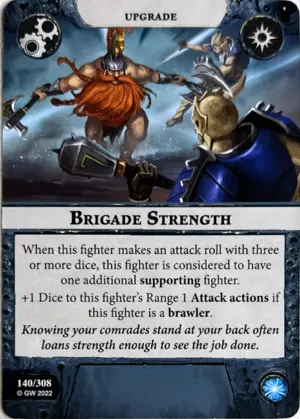 UPGRADE
BRIGADE STRENGTH
When this fighter makes an attack roll with three
or more dice, this fighter is considered to have
one additional supporting fighter.
+1 Dice to this fighter's Range 1 Attack actions if
this fighter is a brawler.
Knowing your comrades stand at your back often
loans strength enough to see the job done.
140/308
© GW 2022